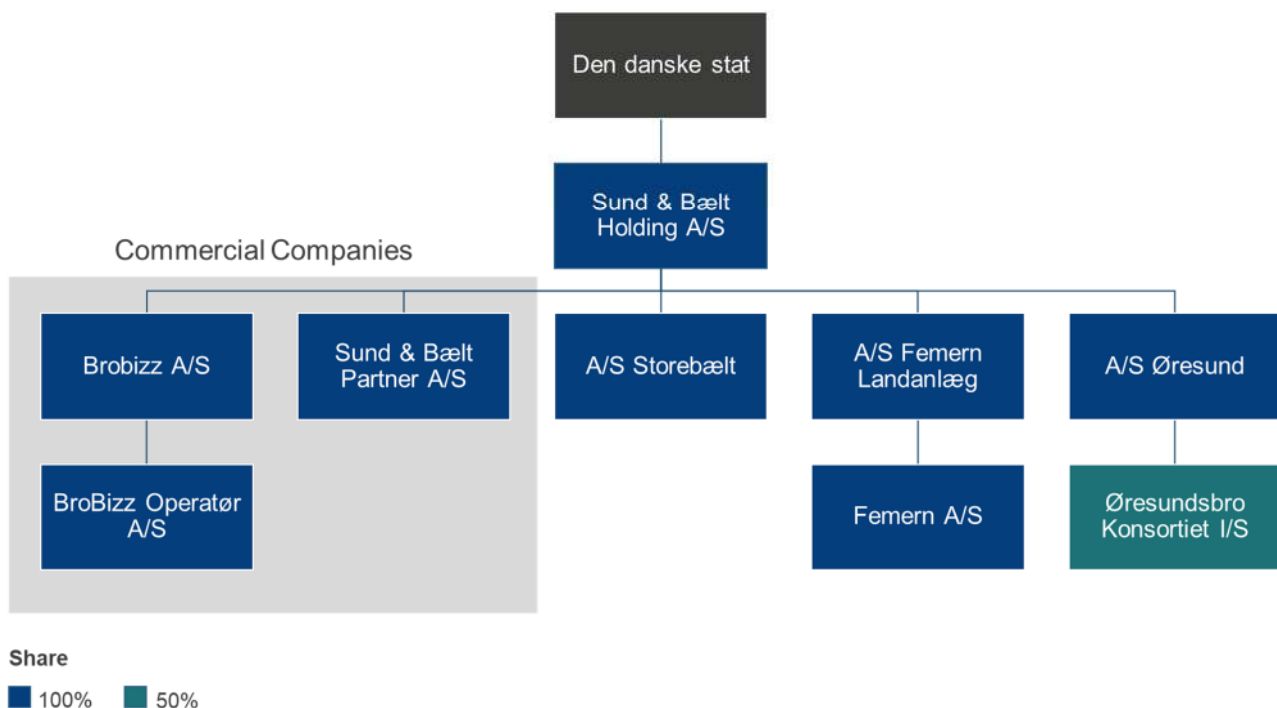 Den danske stat
Sund & Bælt
Holding A/S
Commercial Companies
Brobizz A/S
Sund & Bælt
Partner A/S
A/S Storebælt
A/S Femern
Landanlæg
A/S Øresund
BroBizz Operatør
A/S
Femern A/S
Øresundsbro
Konsortiet I/S
Share
100%
50%